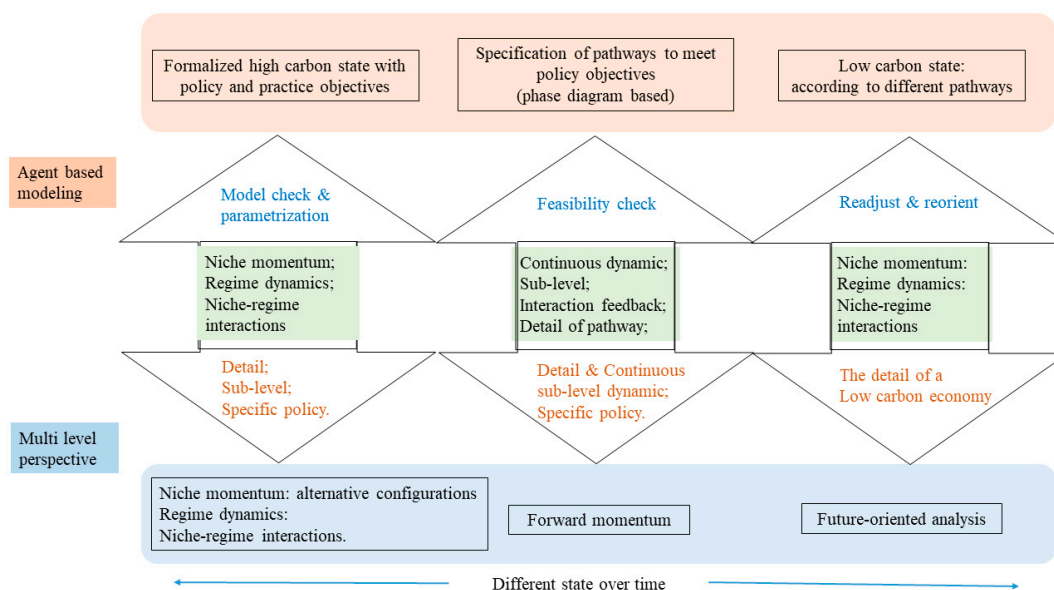 Formalized high carbon state with
policy and practice objectives
Specification of pathways to meet
policy objectives
(phase diagram based)
Low carbon state:
according to different pathways
Agent based
modeling
Model check &
parametrization
Feasibility check
Readjust & reorient
Niche momentum;
Regime dynamics;
Niche-regime
interactions
Continuous dynamic;
Sub-level;
Interaction feedback;
Detail of pathway;
Niche momentum:
Regime dynamics:
Niche-regime
interactions
Detail;
Sub-level;
Specific policy.
Detail & Continuous
sub-level dynamic;
Specific policy.
The detail of a
Low carbon economy
Multi level
perspective
Niche momentum: alternative configurations
Regime dynamics:
Niche-regime interactions.
Forward momentum
Future-oriented analysis
Different state over time